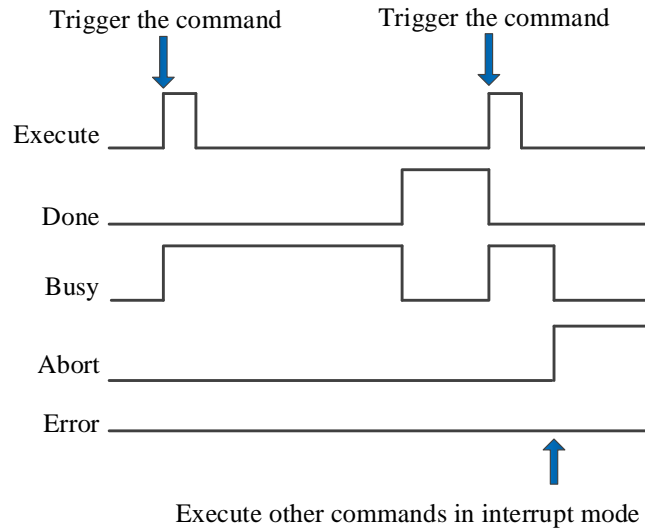 Trigger the command
Trigger the command
Execute
Done
Busy
Abort
Error
Execute other commands in interrupt mode